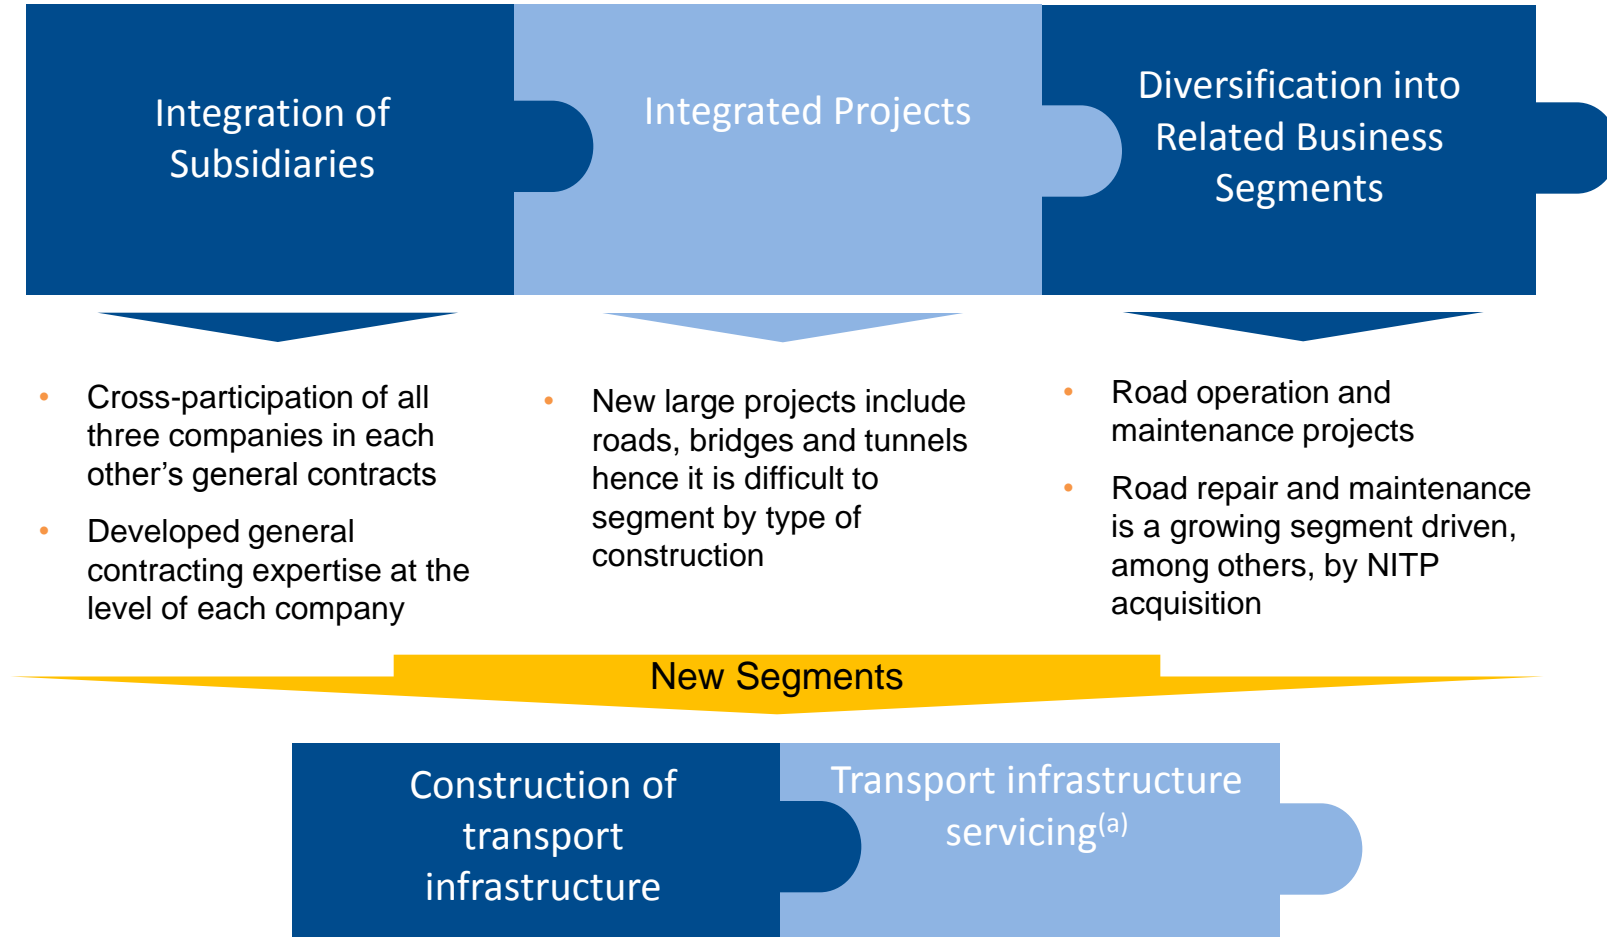 Integration of
Subsidiaries
Integrated Projects
Diversification into
Related Business
Segments
• Cross-participation of all
three companies in each
other’s general contracts
• Developed general
contracting expertise at the
level of each company
• New large projects include
roads, bridges and tunnels
hence it is difficult to
segment by type of
construction
• Road operation and
maintenance projects
• Road repair and maintenance
is a growing segment driven,
among others, by NITP
acquisition
New Segments
Construction of
transport
infrastructure
Transport infrastructure
servicing(a)